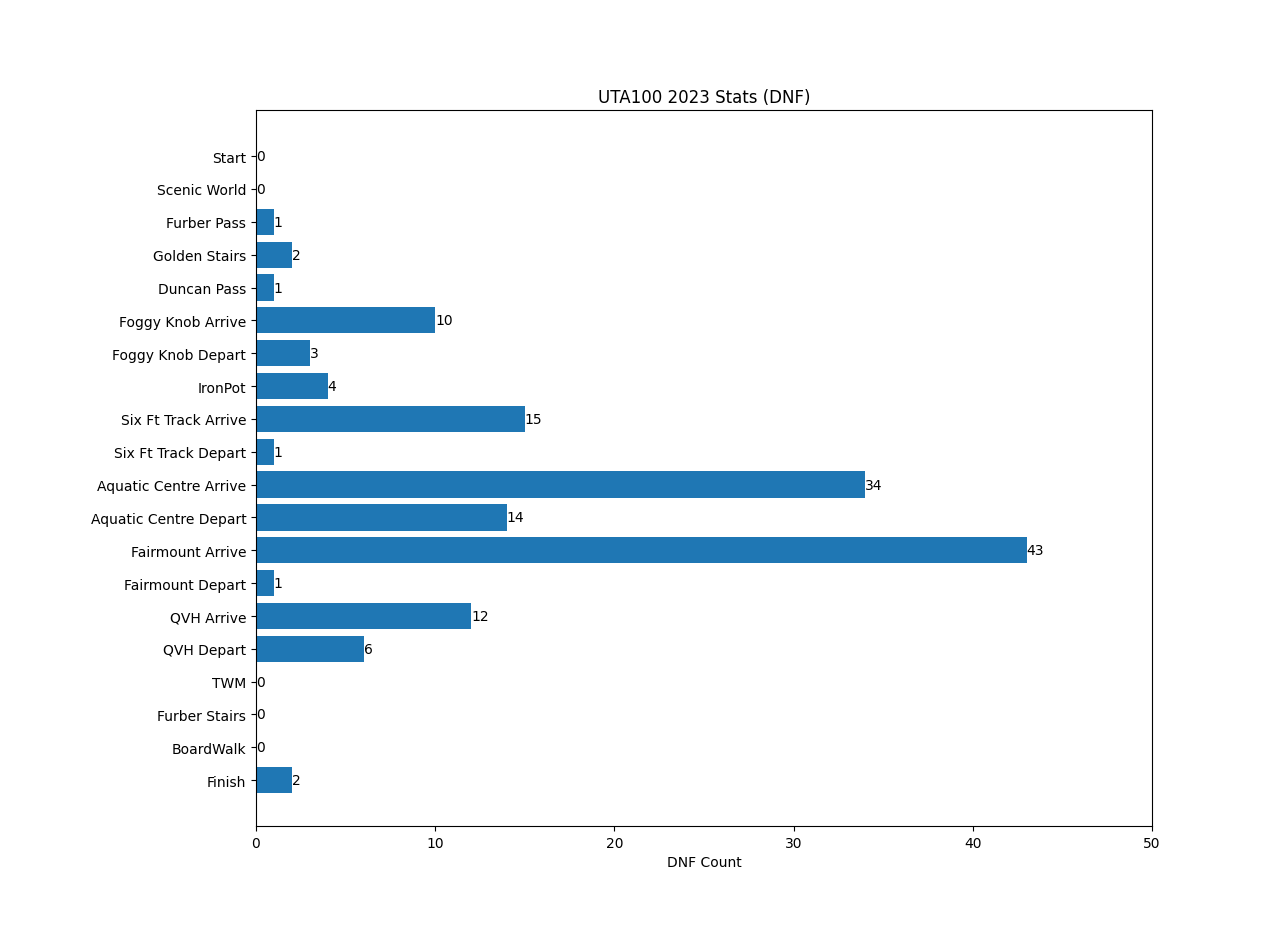 UTA100 2023 Stats (DNF)
Start 0
Scenic World 0
Furber Pass 1
Golden Stairs 2
Duncan Pass 1
Foggy Knob Arrive 10
Foggy Knob Depart 3
IronPot 4
Six Ft Track Arrive 15
Six Ft Track Depart 1
Aquatic Centre Arrive 34
Aquatic Centre Depart 14
Fairmount Arrive 43
Fairmount Depart 1
QVH Arrive 12
QVH Depart 6
TWM 0
Furber Stairs 0
BoardWalk 0
Finish 2
0 10 20 30 40 50
DNF Count